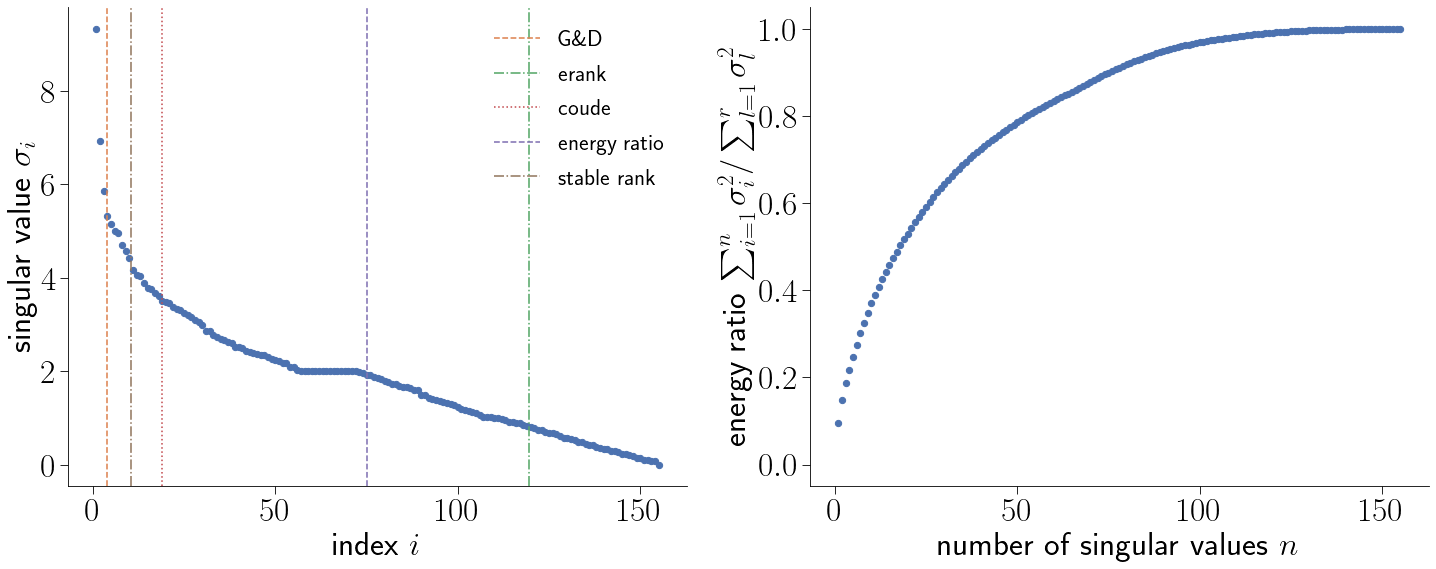 singular value σ_i
8
6
4
2
0
0 50 100 150
index i
G&D
erank
coude
energy ratio
stable rank
energy ratio ∑_{i=1}^{n} σ_i^2 / ∑_{l=1}^{r} σ_l^2
1.0
0.8
0.6
0.4
0.2
0.0
0 50 100 150
number of singular values n